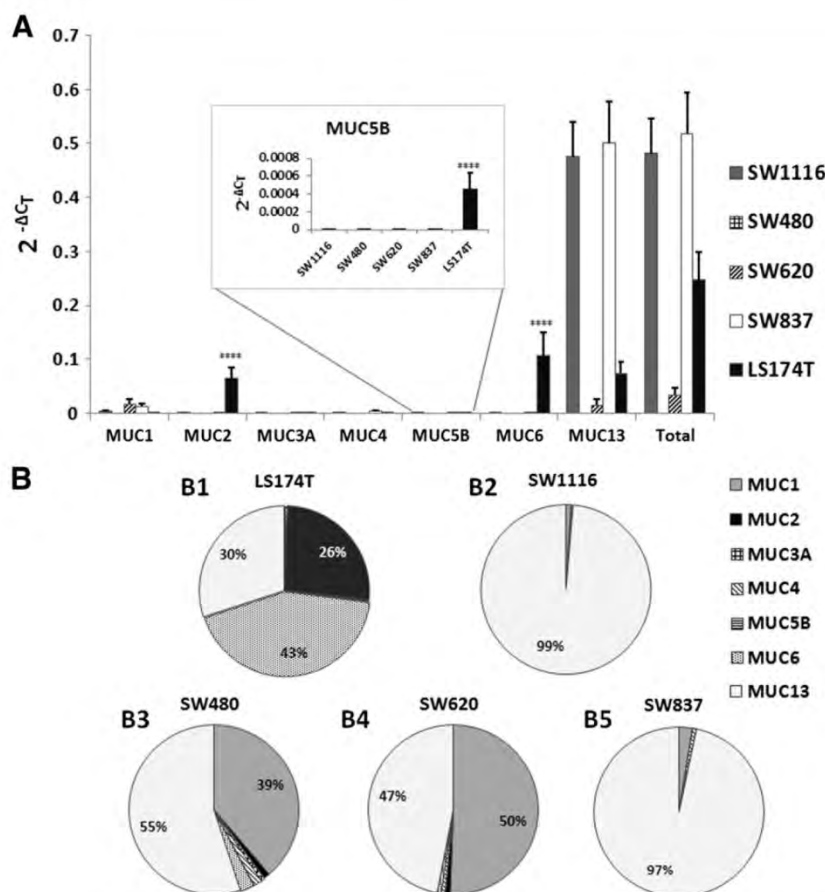 A
0.7
0.6
0.5
0.4
0.3
0.2
0.1
0
2^-ΔCT
MUC5B
0.0008
0.0006
0.0004
0.0002
0
2^-ΔCT
****
SW1116
SW480
SW620
SW837
LS174T
****
****
MUC1 MUC2 MUC3A MUC4 MUC5B MUC6 MUC13 Total
SW1116
SW480
SW620
SW837
LS174T
B
B1 LS174T
30% 26%
43%
B2 SW1116
99%
B3 SW480
39%
55%
B4 SW620
47%
50%
B5 SW837
97%
MUC1
MUC2
MUC3A
MUC4
MUC5B
MUC6
MUC13